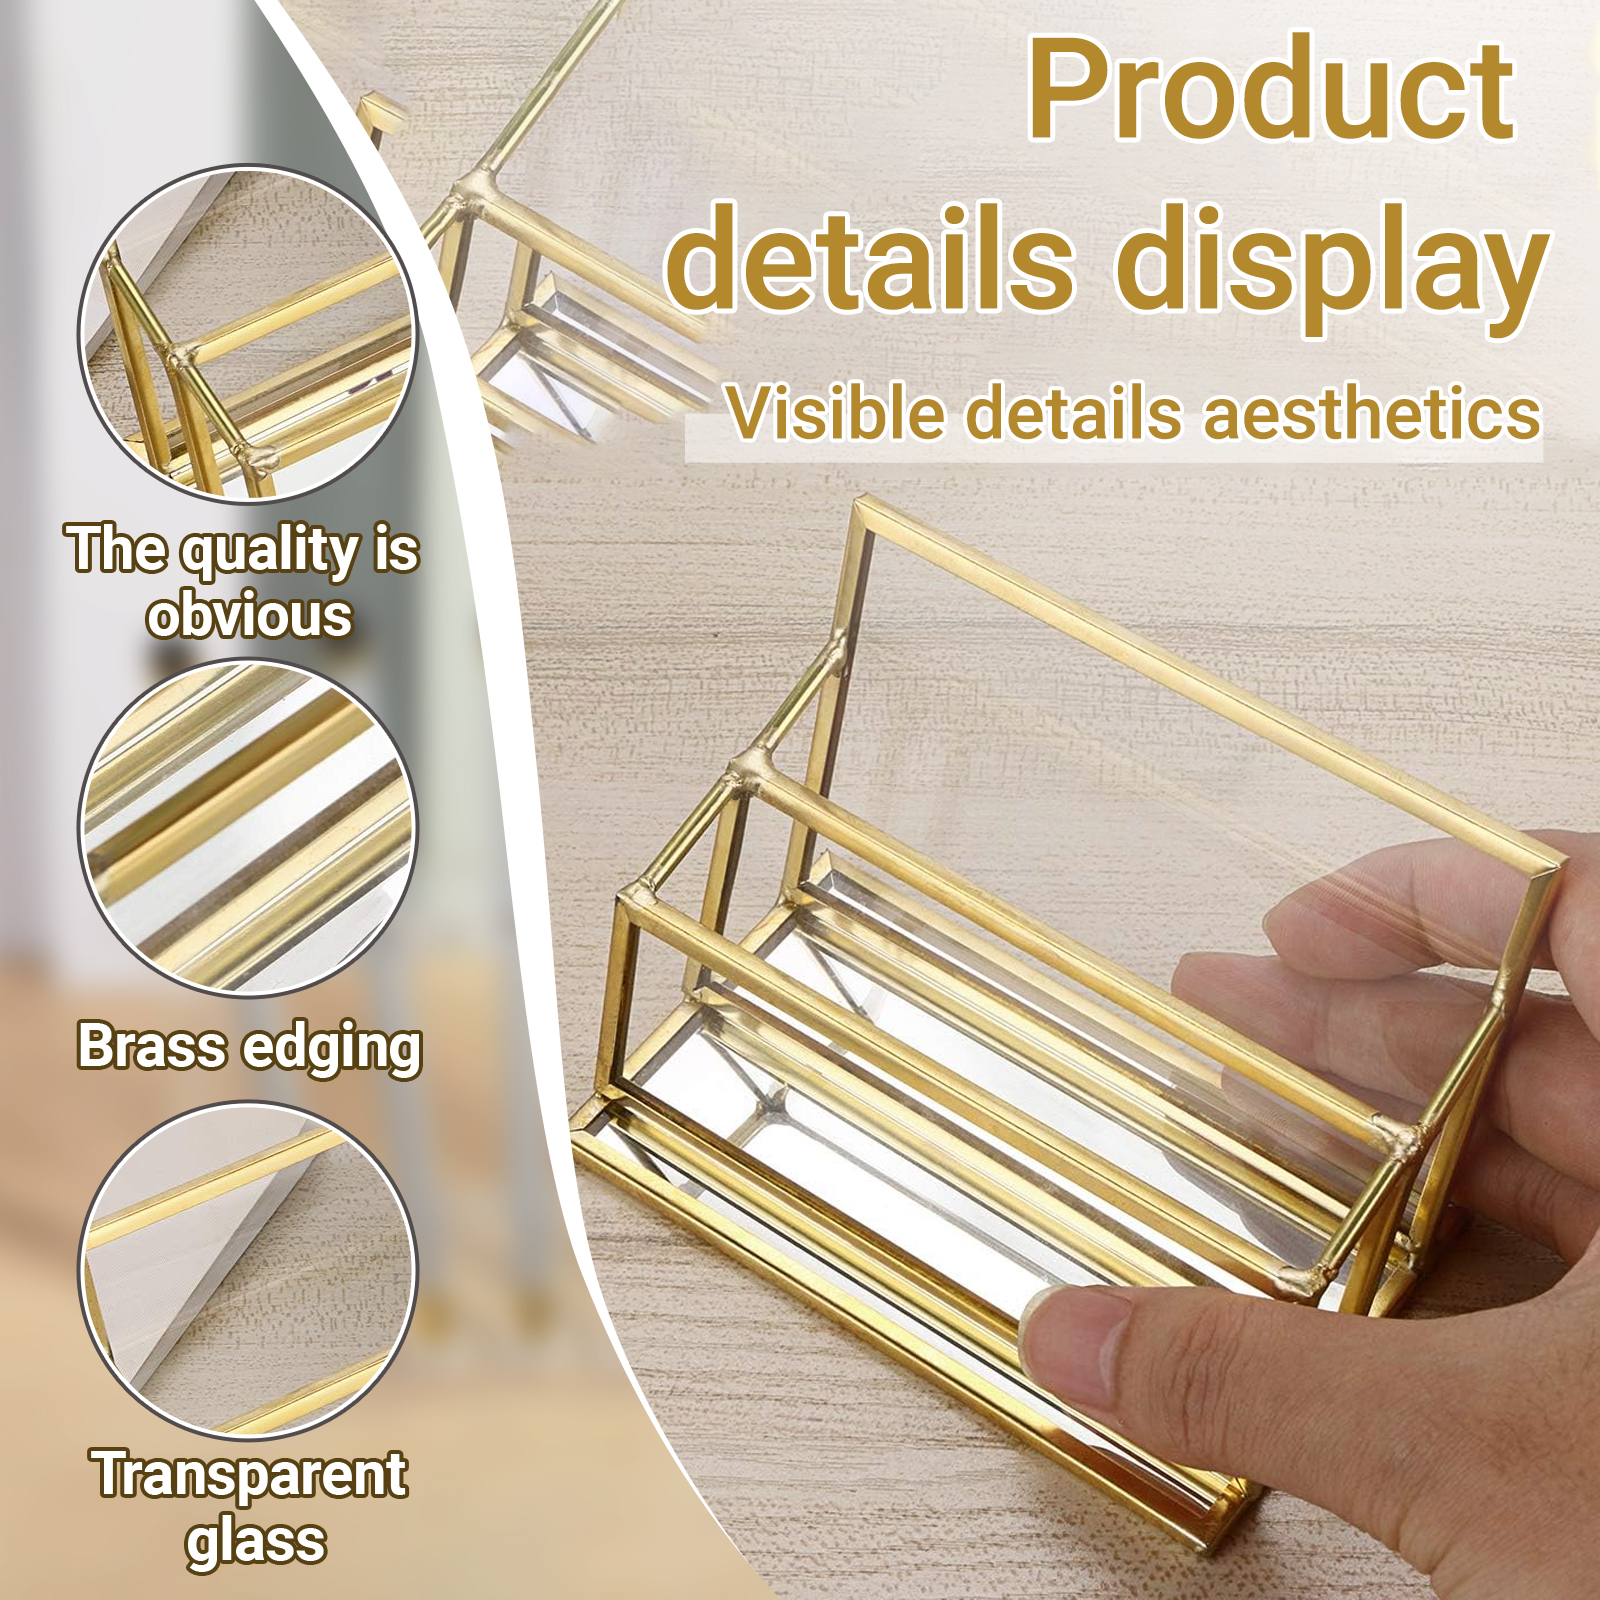 Product
details display
Visible details aesthetics
The quality is
obvious
Brass edging
Transparent
glass